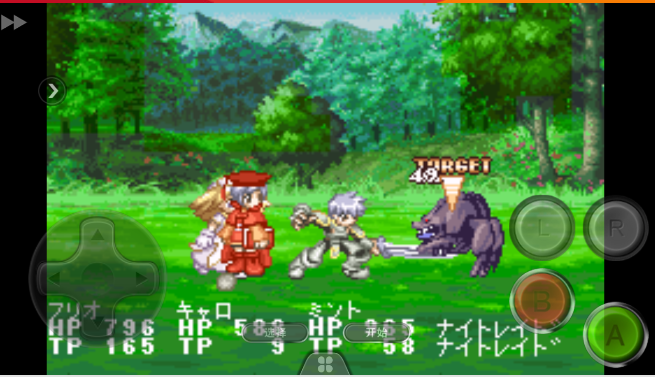 TARGET
49
L
R
B
A
フリオ キャロ ミント
HP 796 HP HP ナイトレイド
TP 165 TP 9 TP 58 ナイトレイド
选择 开始